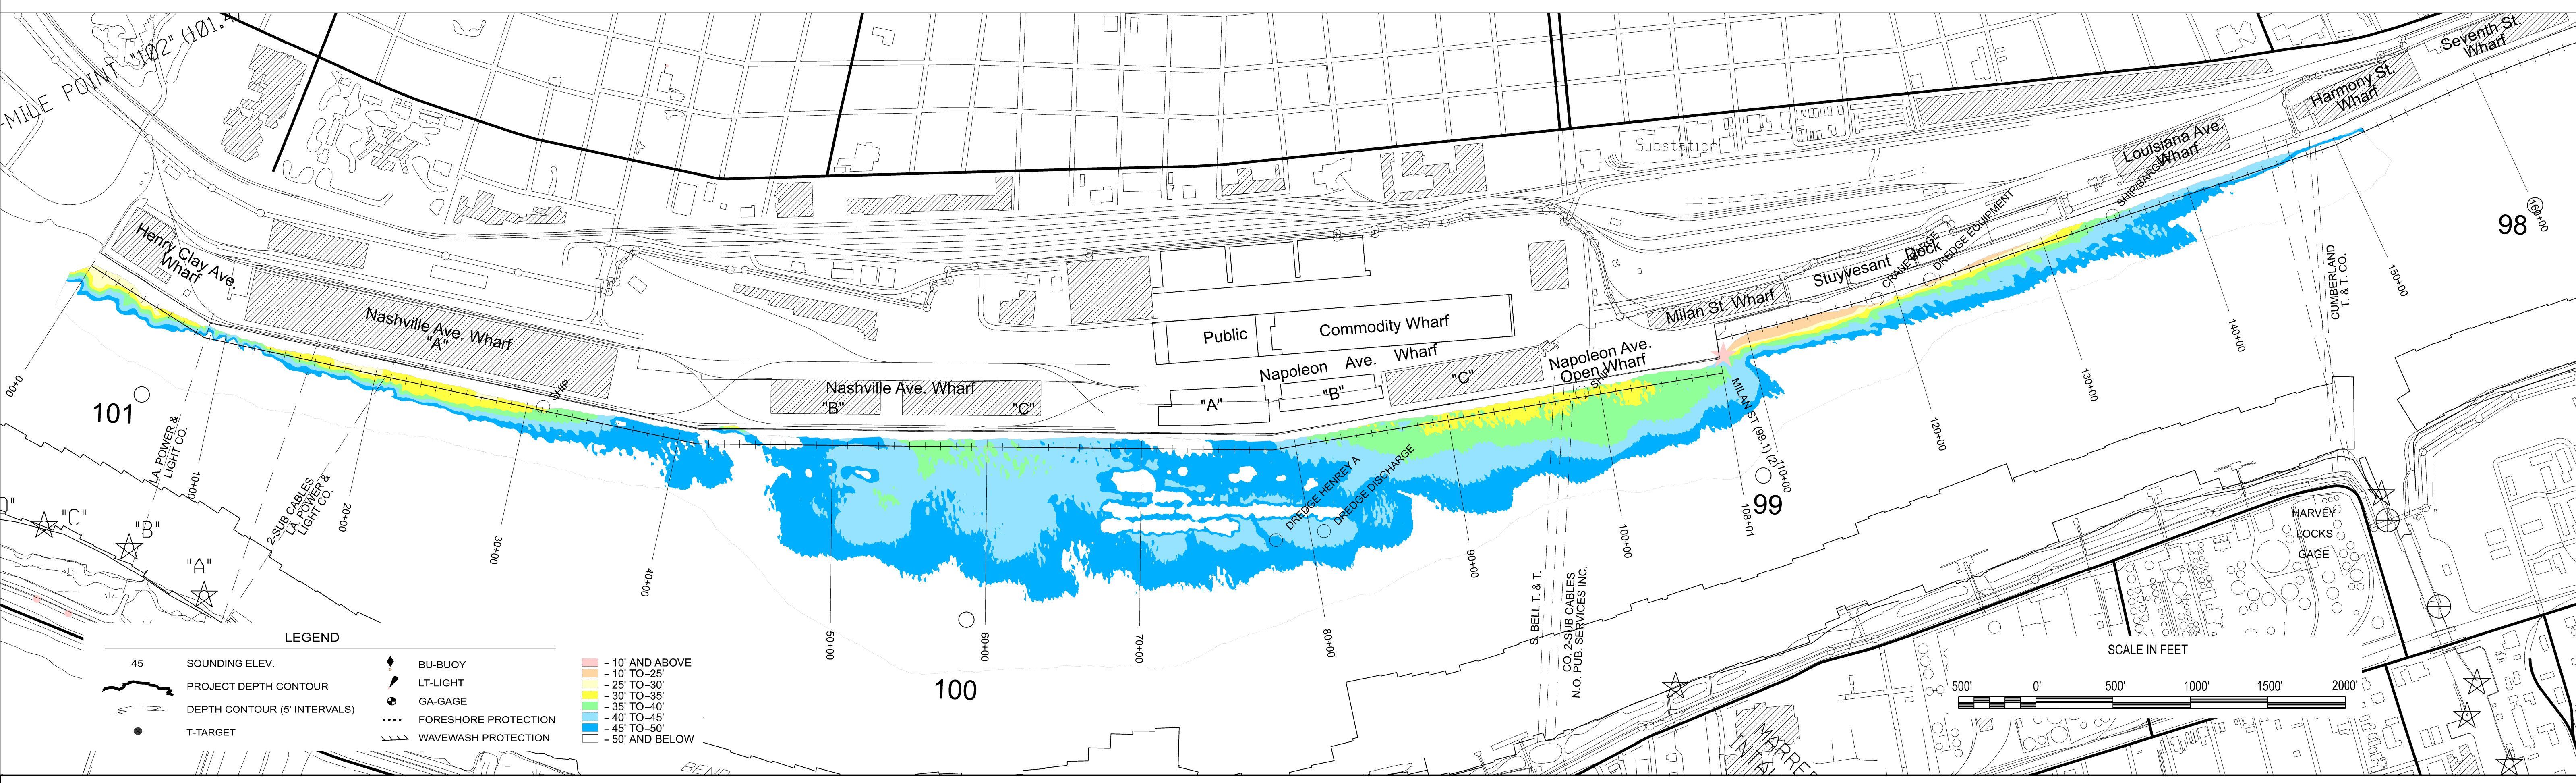 -MILE POINT "102" (101.4)
Seventh St.
Wharf
Harmony St.
Wharf
Louisiana Ave.
Wharf
Substation
SHIP/BARGE
DREDGE EQUIPMENT
CRANE BARGE
Stuyvesant Dock
Milan St. Wharf
Henry Clay Ave.
Wharf
Nashville Ave. Wharf
"A"
Public
Commodity Wharf
Napoleon Ave. Wharf
"A"
"B"
"C"
Napoleon Ave.
Open Wharf
SHIP
Nashville Ave. Wharf
"B"
"C"
SHIP
DREDGE HENREY A
DREDGE DISCHARGE
MILAN ST (99.1) (2)
101
100
99
98
0+00
10+00
20+00
30+00
40+00
50+00
60+00
70+00
80+00
90+00
100+00
108+01
110+00
120+00
130+00
140+00
150+00
160+00
LA. POWER &
LIGHT CO.
2-SUB CABLES
LA. POWER &
LIGHT CO.
S. BELL T. & T.
CO. 2-SUB CABLES
N.O. PUB. SERVICES INC.
CUMBERLAND
T. & T. CO.
HARVEY
LOCKS
GAGE
"C"
"B"
"A"
LEGEND
45 SOUNDING ELEV.
PROJECT DEPTH CONTOUR
DEPTH CONTOUR (5' INTERVALS)
T-TARGET
BU-BUOY
LT-LIGHT
GA-GAGE
FORESHORE PROTECTION
WAVEWASH PROTECTION
– 10' AND ABOVE
– 10' TO–25'
– 25' TO–30'
– 30' TO–35'
– 35' TO–40'
– 40' TO–45'
– 45' TO–50'
– 50' AND BELOW
SCALE IN FEET
500' 0' 500' 1000' 1500' 2000'
BEND